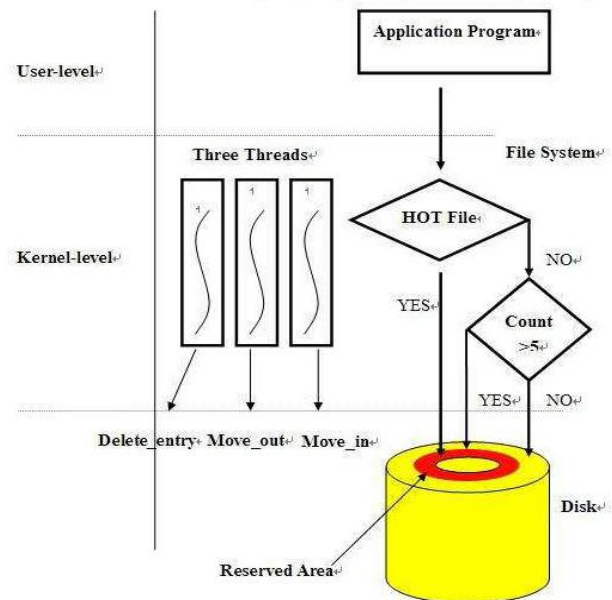 Application Program
User-level
Three Threads
File System
HOT File
Kernel-level
NO
YES
Count
>5
YES
NO
Delete_entry
Move_out
Move_in
Disk
Reserved Area